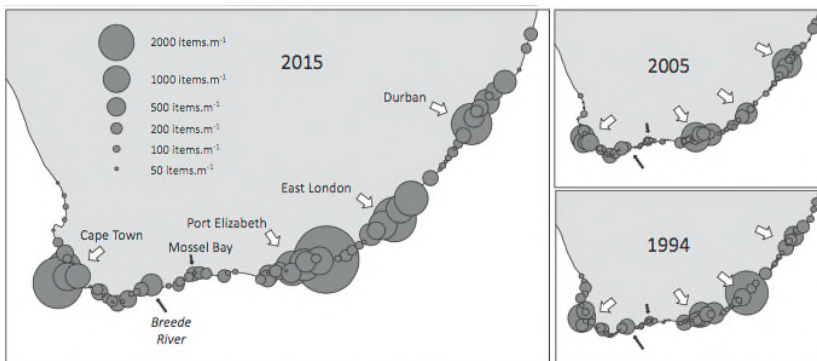 2000 items.m⁻¹
1000 items.m⁻¹
500 items.m⁻¹
200 items.m⁻¹
100 items.m⁻¹
50 items.m⁻¹
2015
Durban
East London
Port Elizabeth
Cape Town
Mossel Bay
Breede
River
2005
1994